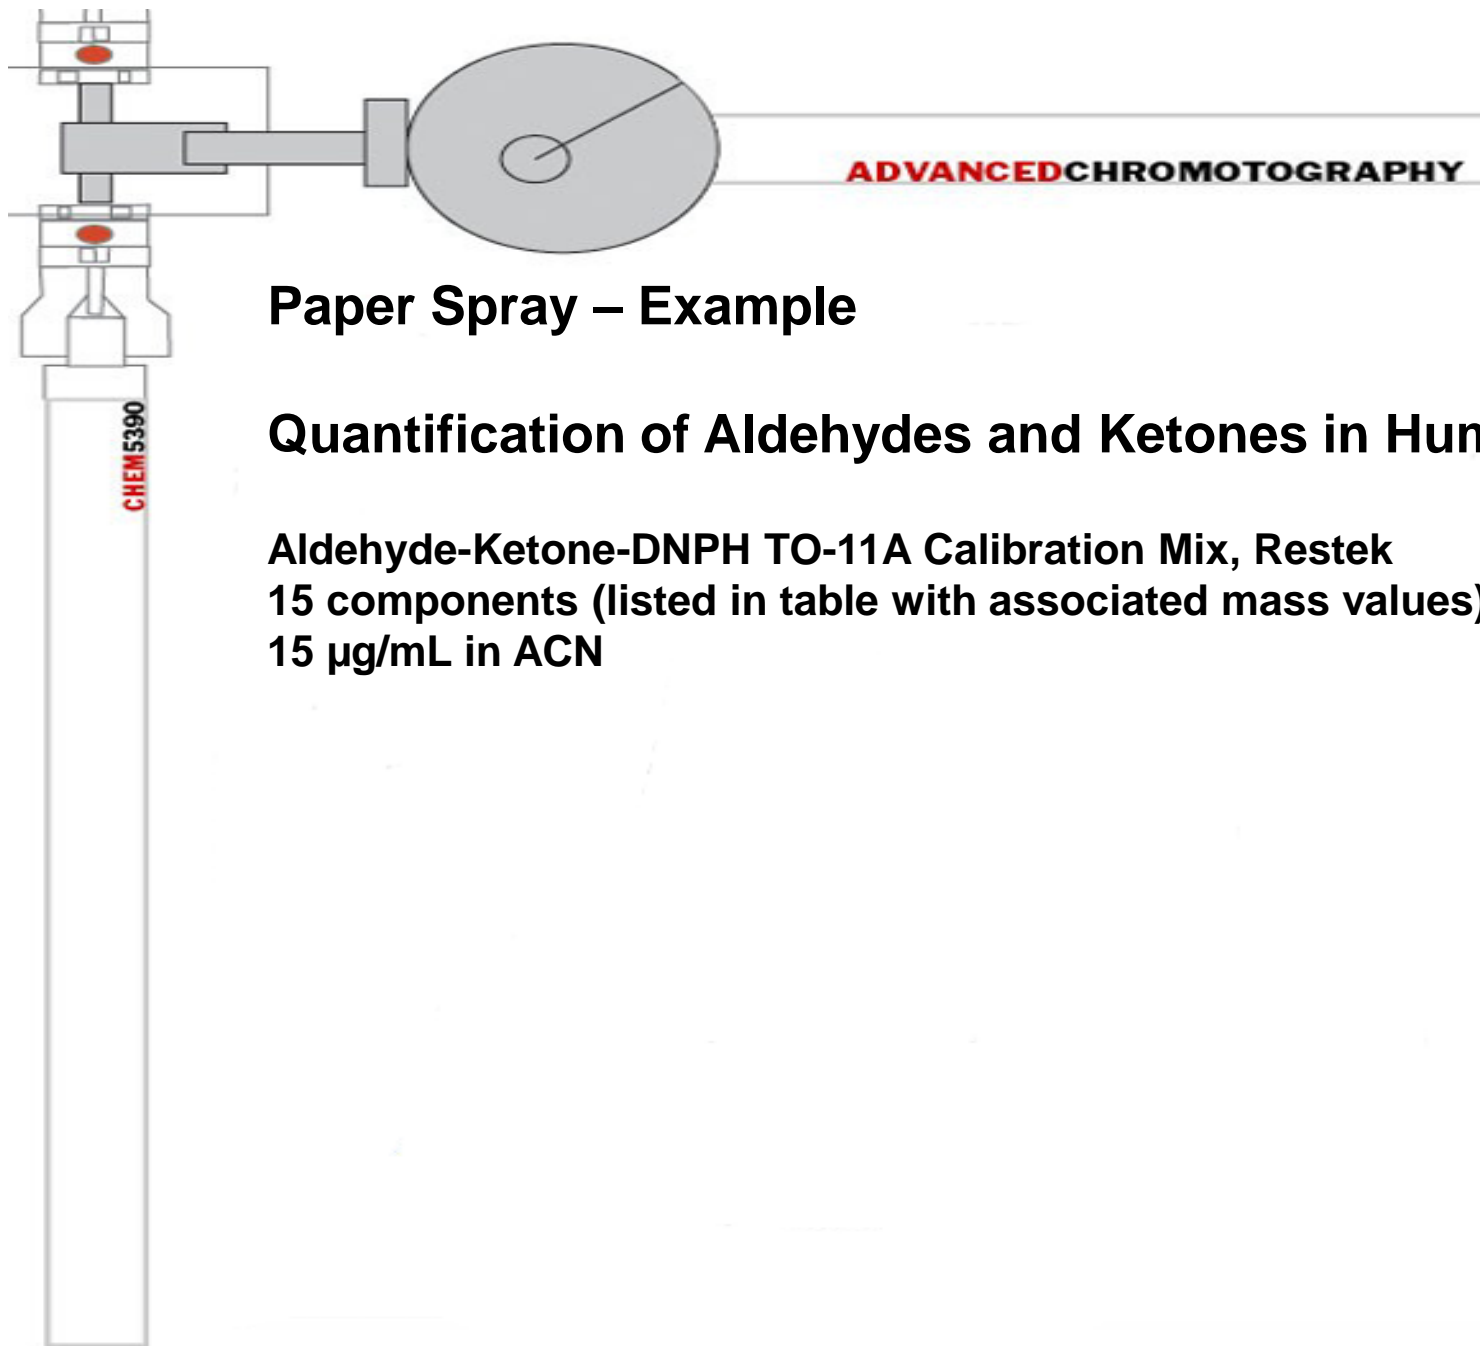 ADVANCEDCHROMOTOGRAPHY
Paper Spray – Example
Quantification of Aldehydes and Ketones in
CHEM5390
Aldehyde-Ketone-DNPH TO-11A Calibration Mix, Restek
15 components (listed in table with associated mass values)
15 µg/mL in ACN